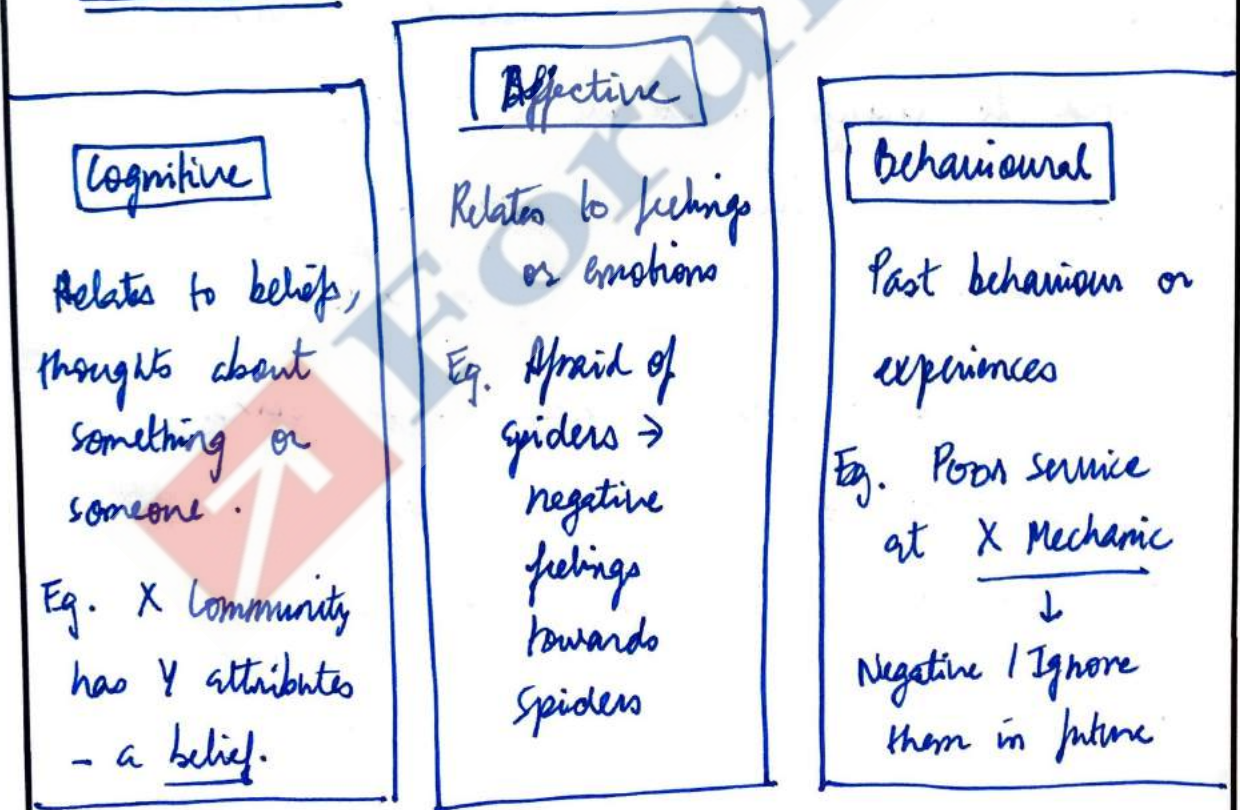 Cognitive
Relates to beliefs,
thoughts about
something or
someone.
Eg. X Community
has Y attributes
- a belief.
Affective
Relates to feelings
or emotions
Eg. Afraid of
spiders →
negative
feelings
towards
spiders
Behavioural
Past behaviour or
experiences
Eg. Poor service
at X Mechanic
↓
Negative / Ignore
them in future